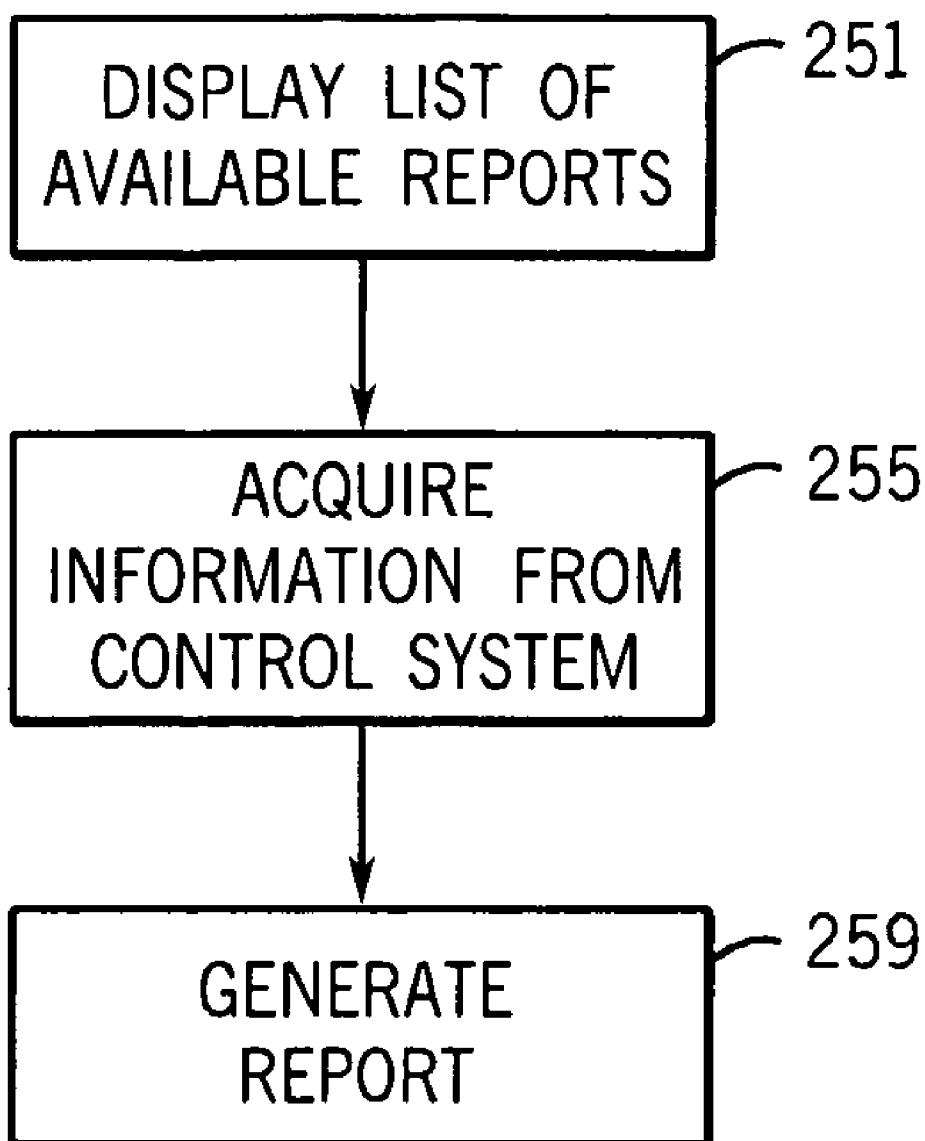 DISPLAY LIST OF
AVAILABLE REPORTS
251
ACQUIRE
INFORMATION FROM
CONTROL SYSTEM
255
GENERATE
REPORT
259